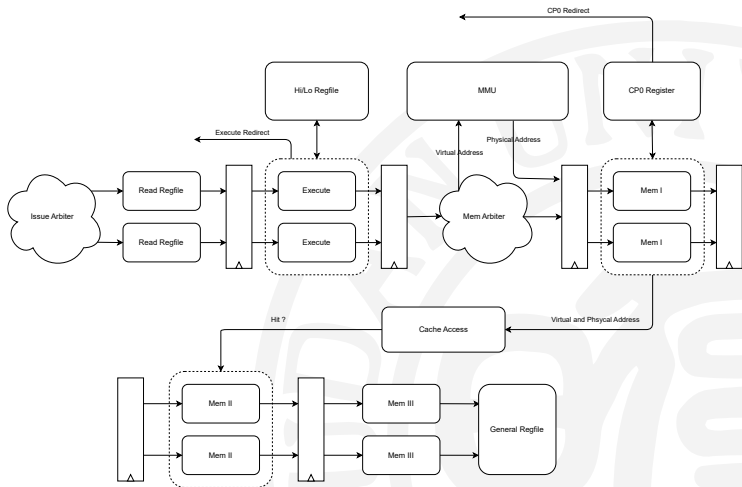 CP0 Redirect
Hi/Lo Regfile
MMU
CP0 Register
Execute Redirect
Physical Address
Virtual Address
Issue Arbiter
Read Regfile
Execute
Mem Arbiter
Mem I
Read Regfile
Execute
Mem I
Hit ?
Cache Access
Virtual and Phsycal Address
Mem II
Mem III
General Regfile
Mem II
Mem III